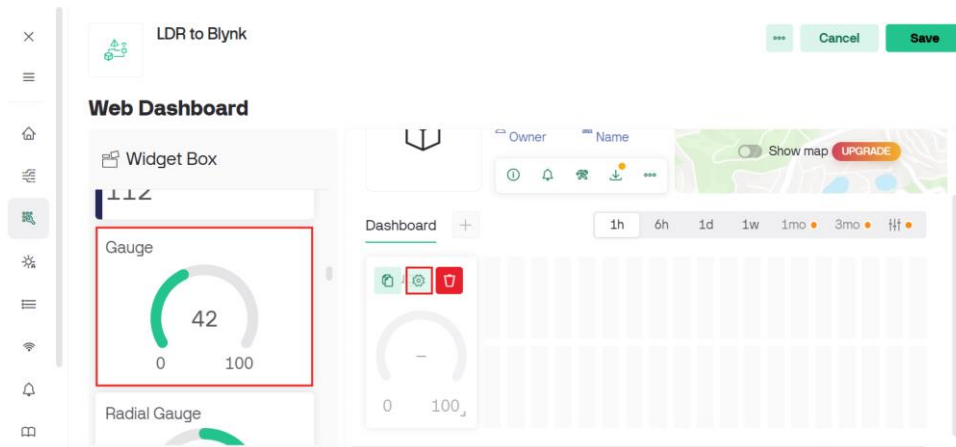 LDR to Blynk
Cancel
Save
Web Dashboard
Widget Box
112
Gauge
42
0 100
Radial Gauge
Owner
Name
Show map
UPGRADE
Dashboard
1h 6h 1d 1w 1mo 3mo
–
0 100